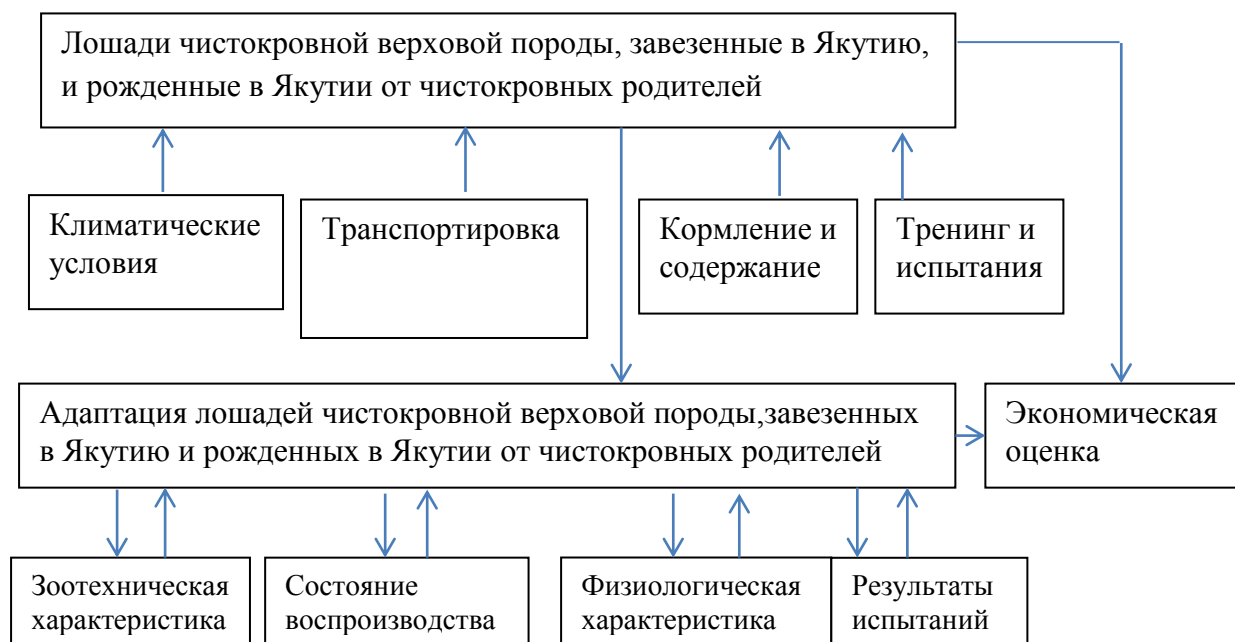 Лошади чистокровной верховой породы, завезенные в Якутию,
и рожденные в Якутии от чистокровных родителей
Климатические
условия
Транспортировка
Кормление и
содержание
Тренинг и
испытания
Адаптация лошадей чистокровной верховой породы,завезенных
в Якутию и рожденных в Якутии от чистокровных родителей
Экономическая
оценка
Зоотехническая
характеристика
Состояние
воспроизводства
Физиологическая
характеристика
Результаты
испытаний